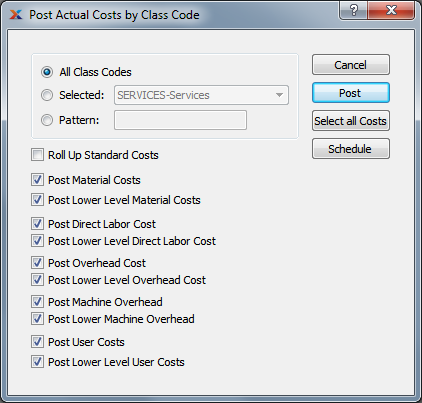 Post Actual Costs by Class Code
All Class Codes
Selected: SERVICES-Services
Pattern:
Cancel
Post
Select all Costs
Schedule
Roll Up Standard Costs
Post Material Costs
Post Lower Level Material Costs
Post Direct Labor Cost
Post Lower Level Direct Labor Cost
Post Overhead Cost
Post Lower Level Overhead Cost
Post Machine Overhead
Post Lower Machine Overhead
Post User Costs
Post Lower Level User Costs